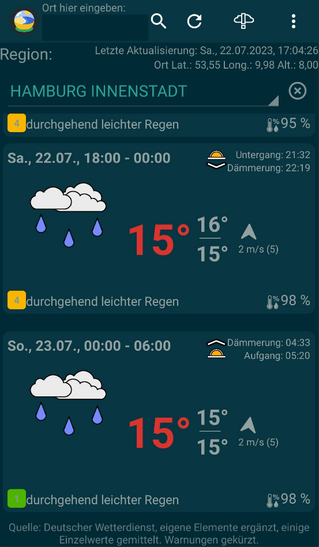 Ort hier eingeben:
Region:
Letzte Aktualisierung: Sa., 22.07.2023, 17:04:26
Ort Lat.: 53,55 Long.: 9,98 Alt.: 8,00
HAMBURG INNENSTADT
4 durchgehend leichter Regen % 95 %
Sa., 22.07., 18:00 - 00:00
Untergang: 21:32
Dämmerung: 22:19
15° 16°
15°
2 m/s (5)
4 durchgehend leichter Regen % 98 %
So., 23.07., 00:00 - 06:00
Dämmerung: 04:33
Aufgang: 05:20
15° 15°
15°
2 m/s (5)
1 durchgehend leichter Regen % 98 %
Quelle: Deutscher Wetterdienst, eigene Elemente ergänzt, einige
Einzelwerte gemittelt. Warnungen gekürzt.